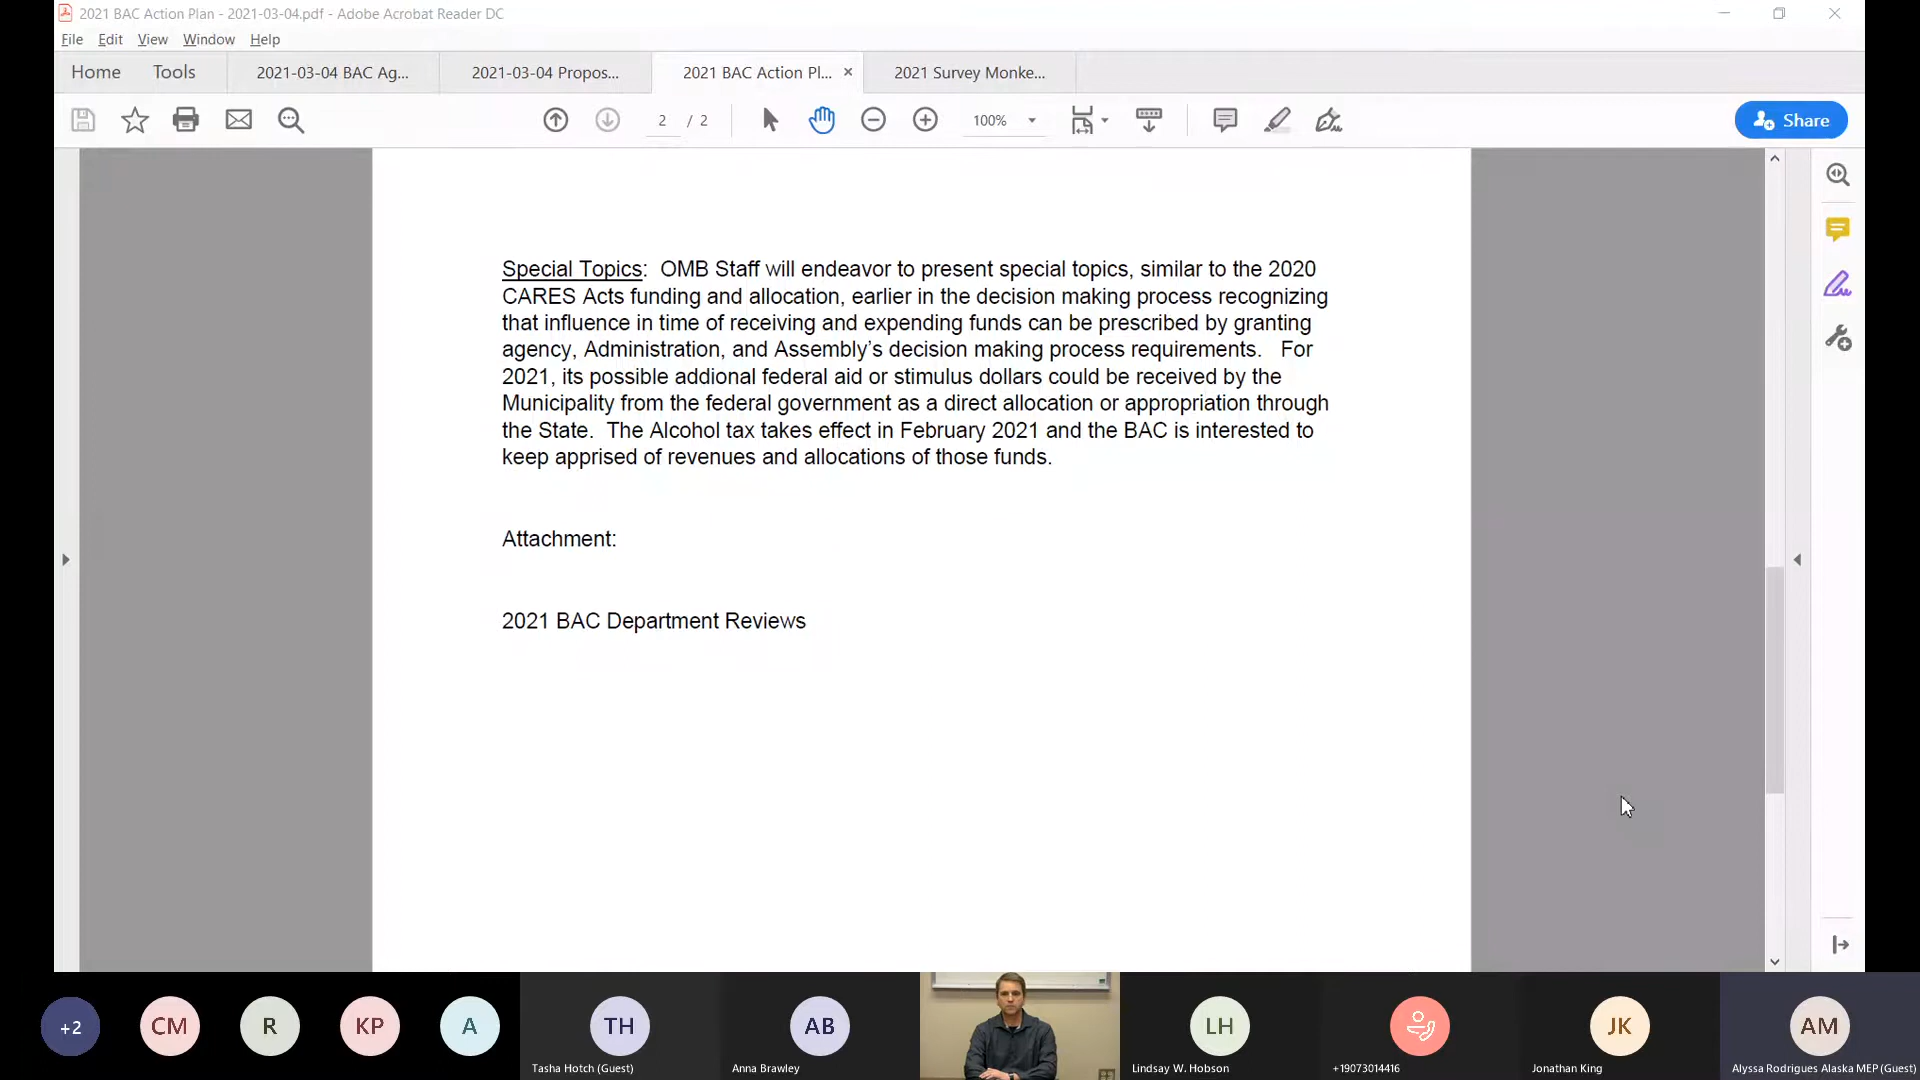 2021 BAC Action Plan - 2021-03-04.pdf - Adobe Acrobat Reader DC
File Edit View Window Help
Home Tools 2021-03-04 BAC Ag... 2021-03-04 Propos... 2021 BAC Action Pl... 2021 Survey Monke...
2 / 2 100% Share
Special Topics: OMB Staff will endeavor to present special topics, similar to the 2020
CARES Acts funding and allocation, earlier in the decision making process recognizing
that influence in time of receiving and expending funds can be prescribed by granting
agency, Administration, and Assembly’s decision making process requirements. For
2021, its possible addional federal aid or stimulus dollars could be received by the
Municipality from the federal government as a direct allocation or appropriation through
the State. The Alcohol tax takes effect in February 2021 and the BAC is interested to
keep apprised of revenues and allocations of those funds.
Attachment:
2021 BAC Department Reviews
+2 CM R KP A TH AB LH JK AM
Tasha Hotch (Guest) Anna Brawley Lindsay W. Hobson +19073014416 Jonathan King Alyssa Rodrigues Alaska MEP (Guest)